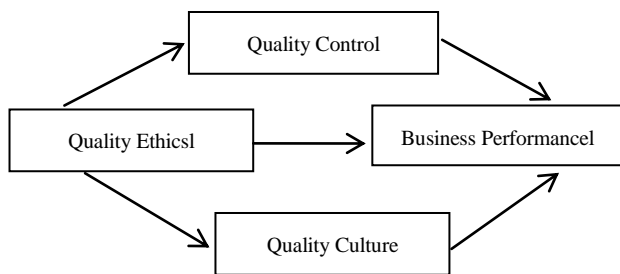 Quality Control
Quality Ethicsl
Business Performancel
Quality Culture